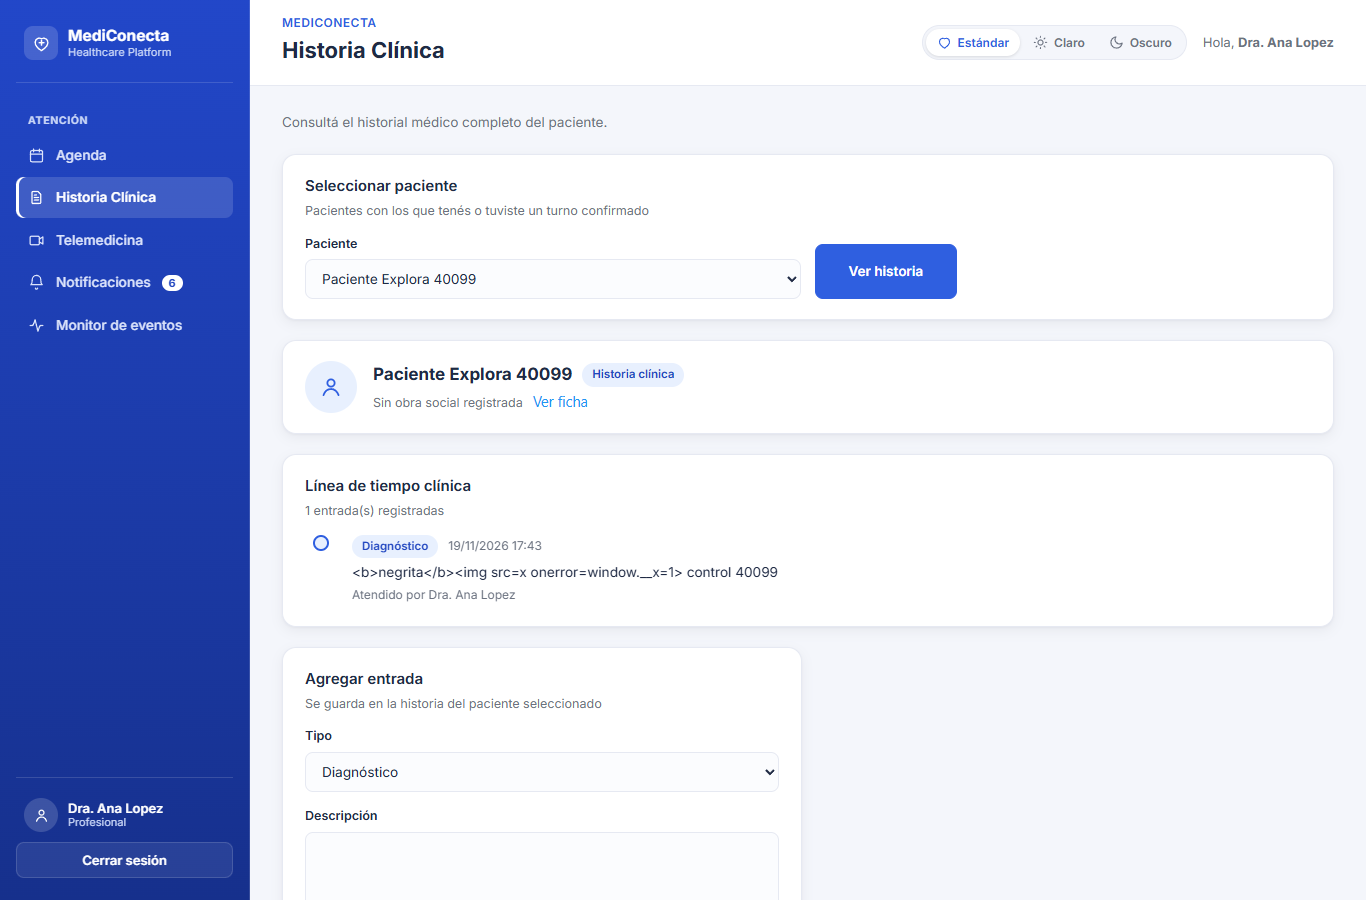 MediConecta
Healthcare Platform
ATENCIÓN
Agenda
Historia Clínica
Telemedicina
Notificaciones 6
Monitor de eventos
Dra. Ana Lopez
Profesional
Cerrar sesión
MEDICONECTA
Historia Clínica
Estándar Claro Oscuro Hola, Dra. Ana Lopez
Consultá el historial médico completo del paciente.
Seleccionar paciente
Pacientes con los que tenés o tuviste un turno confirmado
Paciente
Paciente Explora 40099
Ver historia
Paciente Explora 40099 Historia clínica
Sin obra social registrada Ver ficha
Línea de tiempo clínica
1 entrada(s) registradas
Diagnóstico 19/11/2026 17:43
<b>negrita</b><img src=x onerror=window.__x=1> control 40099
Atendido por Dra. Ana Lopez
Agregar entrada
Se guarda en la historia del paciente seleccionado
Tipo
Diagnóstico
Descripción